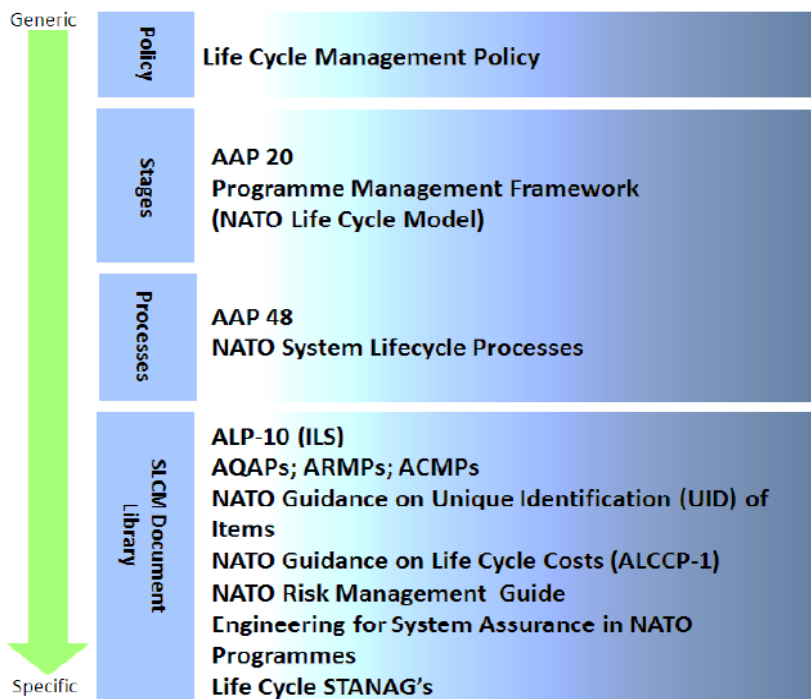 Generic
Policy
Life Cycle Management Policy
Stages
AAP 20
Programme Management Framework
(NATO Life Cycle Model)
Processes
AAP 48
NATO System Lifecycle Processes
SLCM Document
Library
ALP-10 (ILS)
AQAPs; ARMPs; ACMPs
NATO Guidance on Unique Identification (UID) of
Items
NATO Guidance on Life Cycle Costs (ALCCP-1)
NATO Risk Management Guide
Engineering for System Assurance in NATO
Programmes
Life Cycle STANAG's
Specific